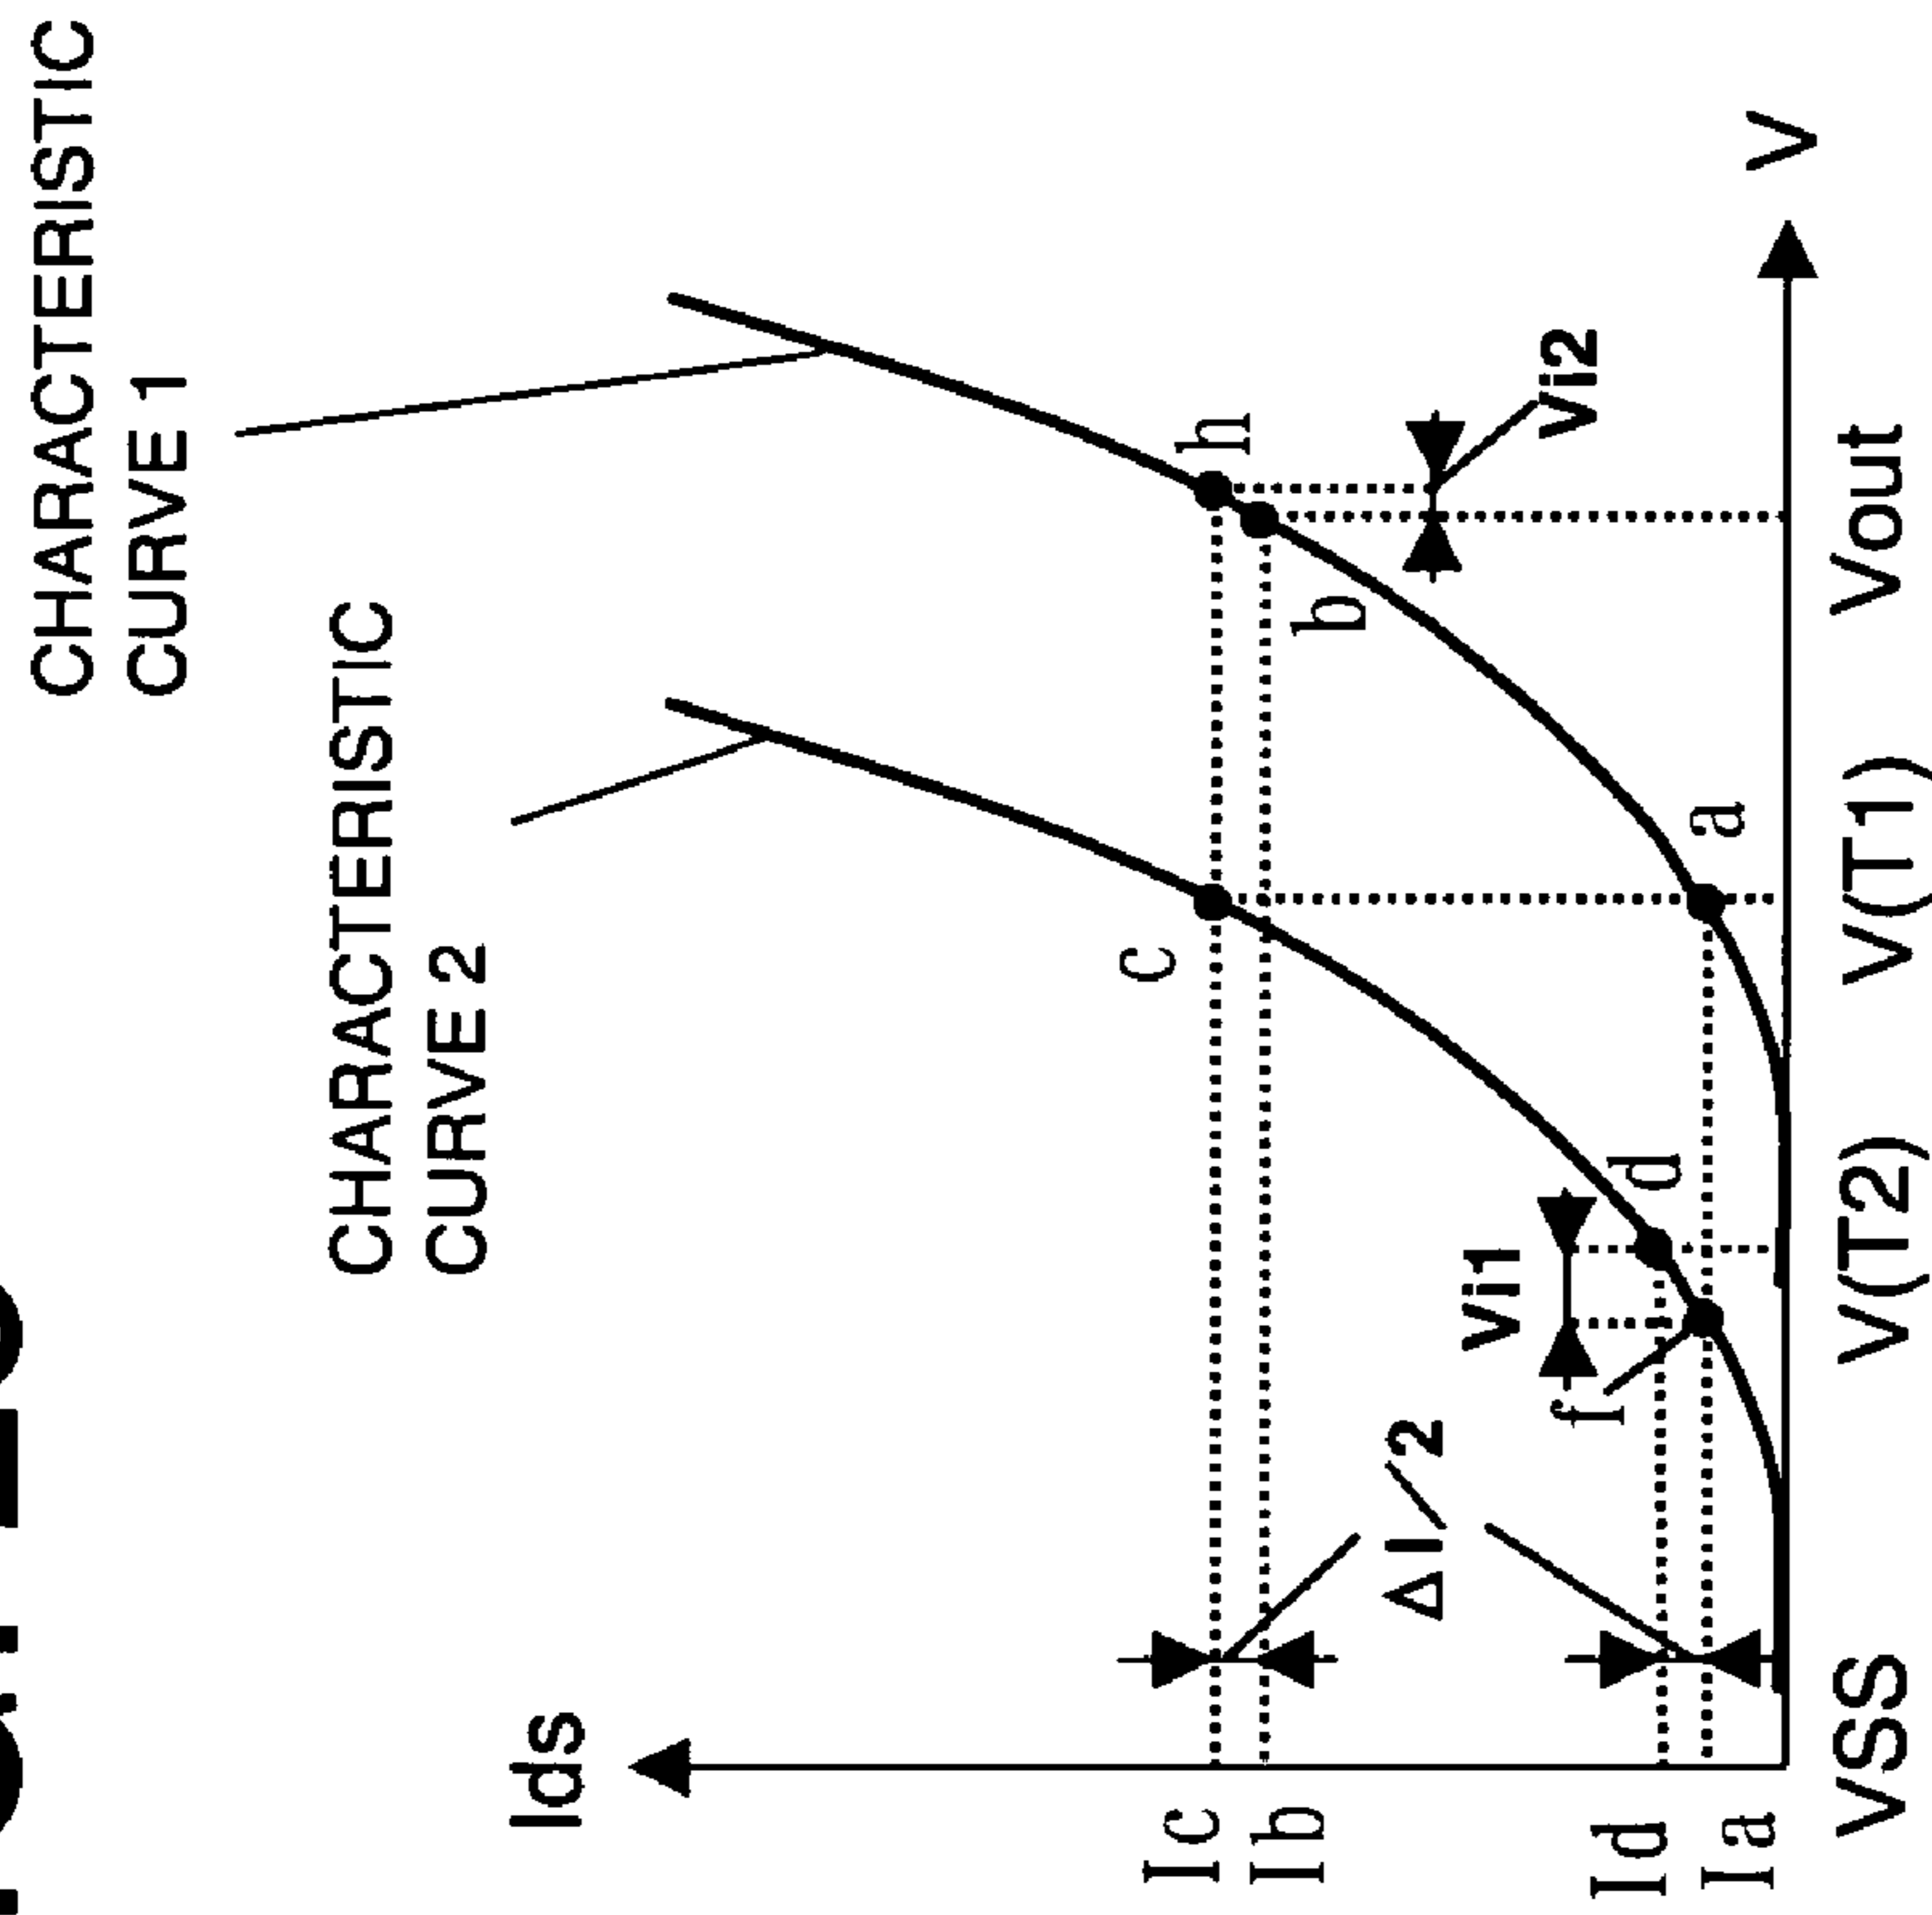 CHARACTERISTIC
CURVE 1
CHARACTERISTIC
CURVE 2
Ids
Ic
Ib
Id
Ia
c
h
b
Vi2
Vi1
d
f
a
ΔI/2
VSS
V(T2)
V(T1)
Vout
V